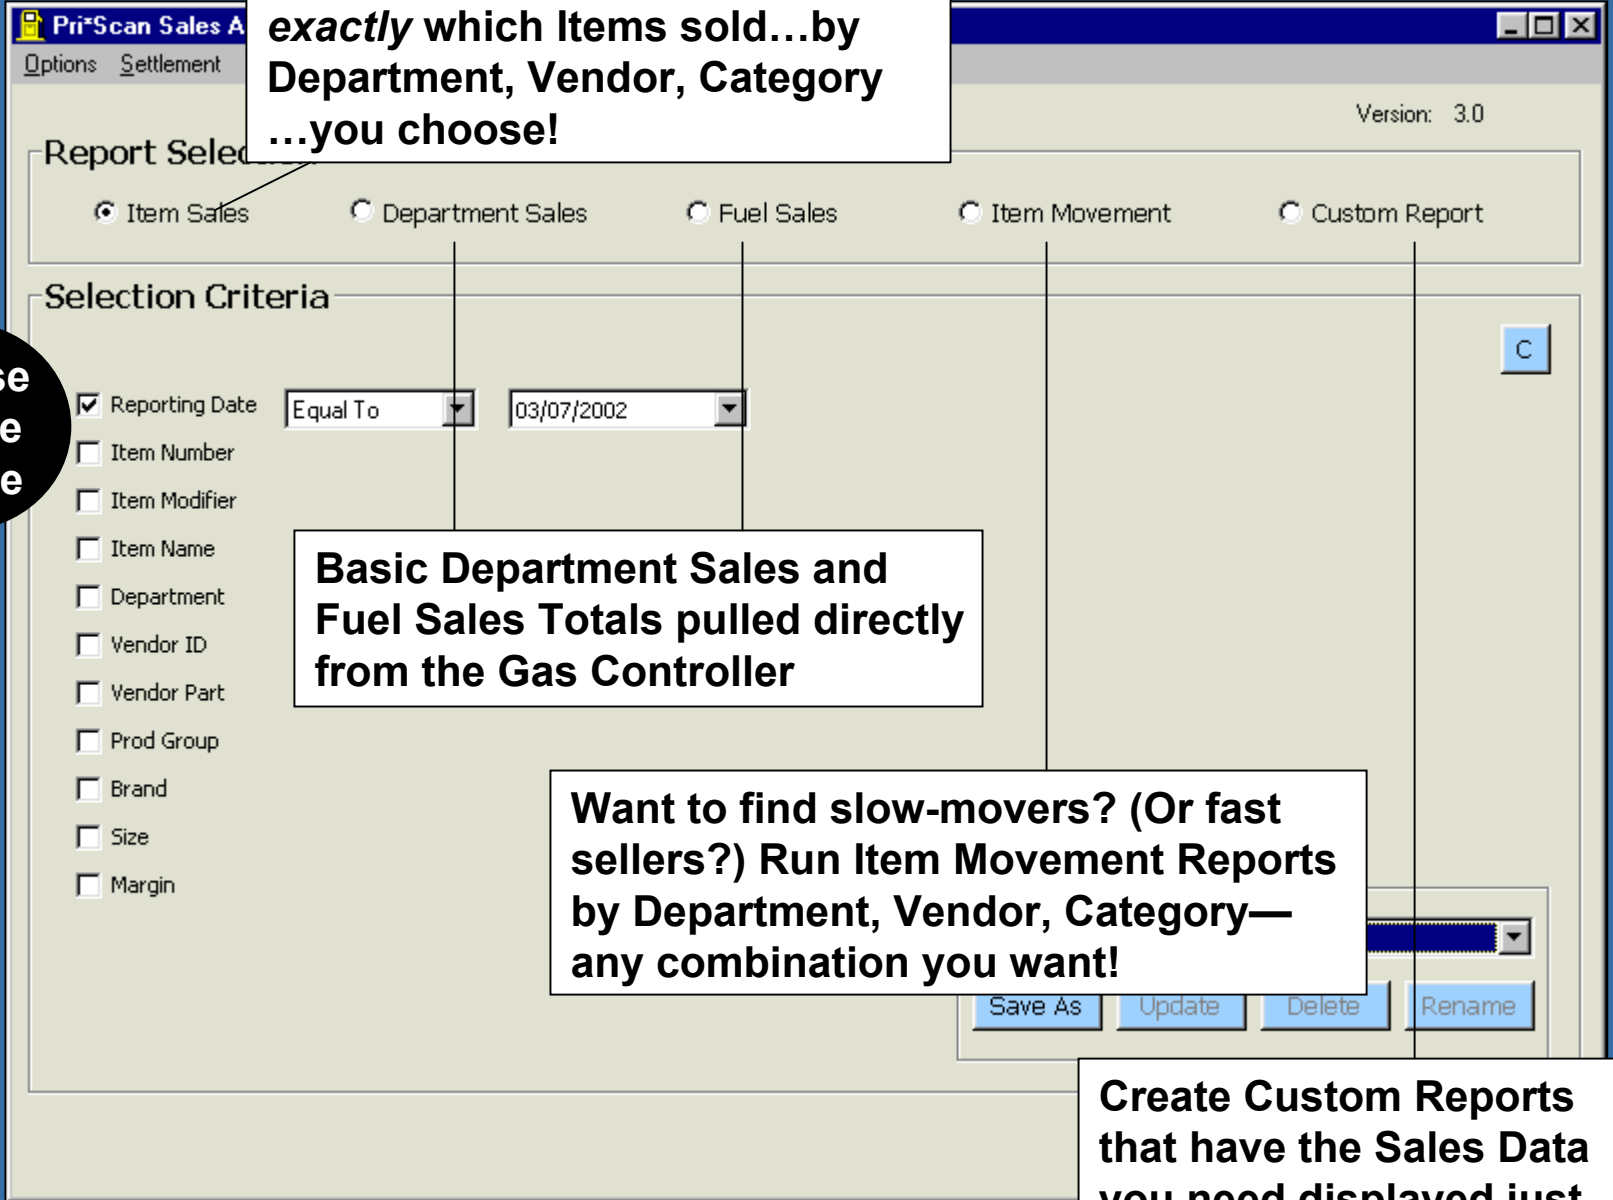 Pri*Scan Sales A
exactly which Items sold...by
Department, Vendor, Category
...you choose!
Options Settlement
Version: 3.0
Report Selec
Item Sales Department Sales Fuel Sales Item Movement Custom Report
Selection Criteria
C
se
e
e
Reporting Date Equal To 03/07/2002
Item Number
Item Modifier
Item Name
Department
Vendor ID
Vendor Part
Prod Group
Brand
Size
Margin
Basic Department Sales and
Fuel Sales Totals pulled directly
from the Gas Controller
Want to find slow-movers? (Or fast
sellers?) Run Item Movement Reports
by Department, Vendor, Category—
any combination you want!
Save As Update Delete Rename
Create Custom Reports
that have the Sales Data
you need displayed just